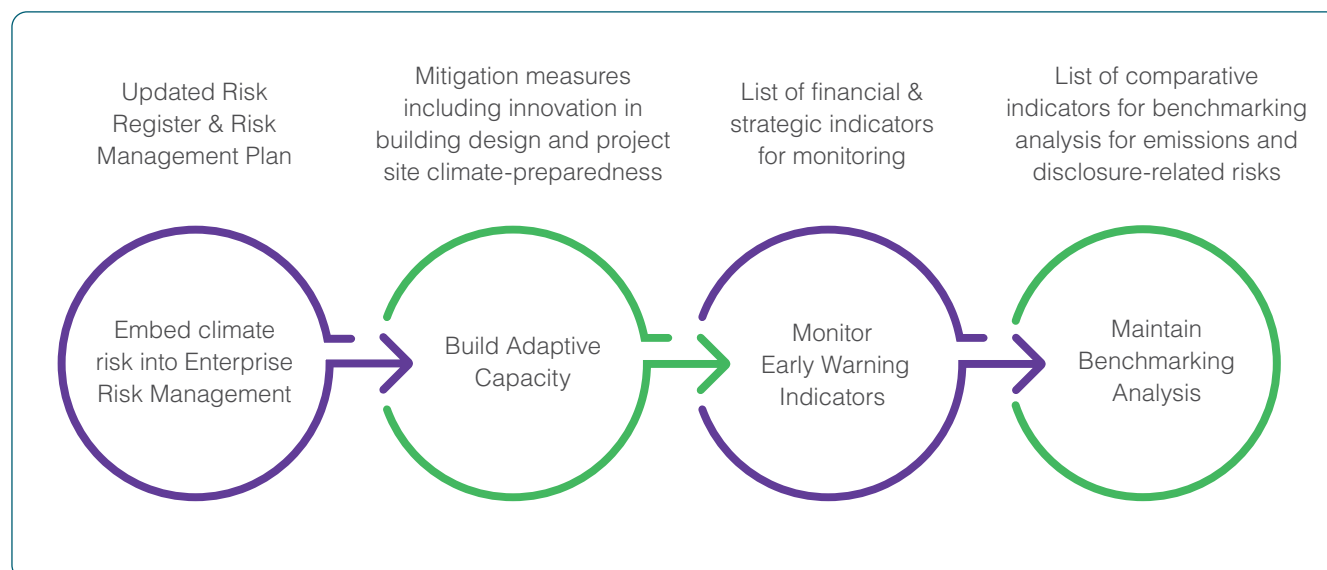 Updated Risk
Register & Risk
Management Plan
Mitigation measures
including innovation in
building design and project
site climate-preparedness
List of financial &
strategic indicators
for monitoring
List of comparative
indicators for benchmarking
analysis for emissions and
disclosure-related risks
Embed climate
risk into Enterprise
Risk Management
Build Adaptive
Capacity
Monitor
Early Warning
Indicators
Maintain
Benchmarking
Analysis